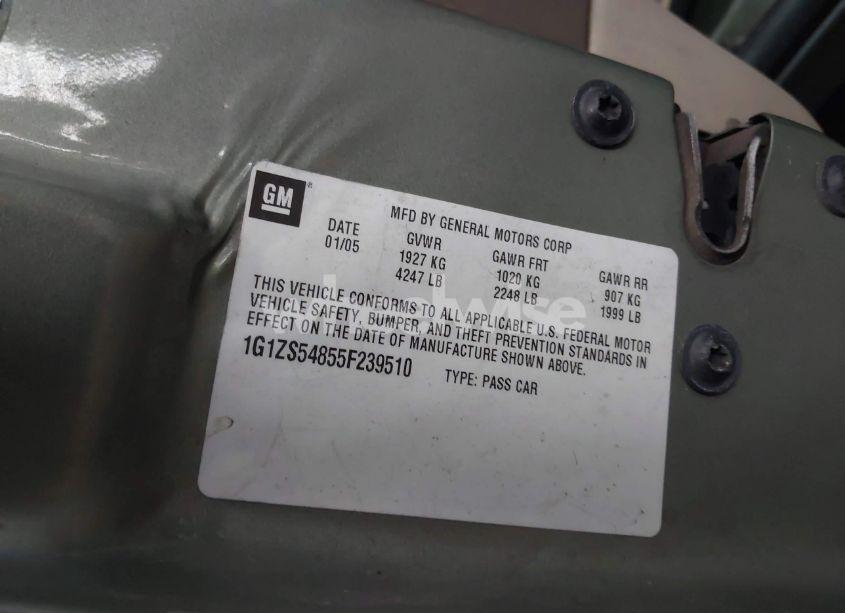 GM ®
MFD BY GENERAL MOTORS CORP
DATE GVWR GAWR FRT GAWR RR
01/05 1927 KG 1020 KG 907 KG
4247 LB 2248 LB 1999 LB
THIS VEHICLE CONFORMS TO ALL APPLICABLE U.S. FEDERAL MOTOR
VEHICLE SAFETY, BUMPER, AND THEFT PREVENTION STANDARDS IN
EFFECT ON THE DATE OF MANUFACTURE SHOWN ABOVE.
1G1ZS54855F239510 TYPE: PASS CAR